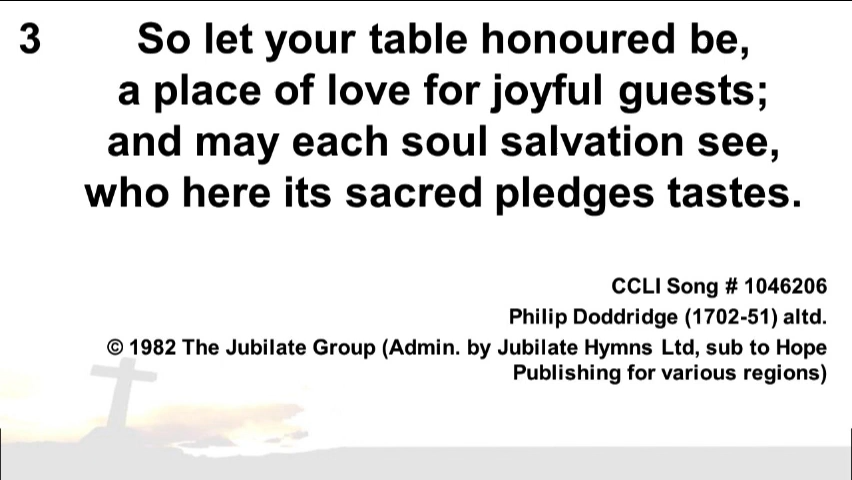 3 So let your table honoured be,
a place of love for joyful guests;
and may each soul salvation see,
who here its sacred pledges tastes.
CCLI Song # 1046206
Philip Doddridge (1702-51) altd.
© 1982 The Jubilate Group (Admin. by Jubilate Hymns Ltd, sub to Hope
Publishing for various regions)